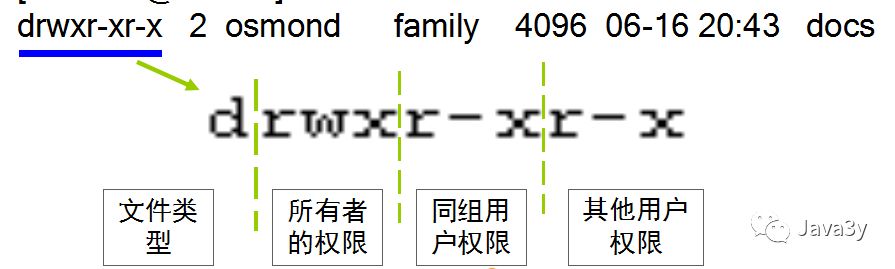 drwxr-xr-x 2 osmond family 4096 06-16 20:43 docs
drwxr-xr-x
文件类
型
所有者
的权限
同组用
户权限
其他用户
权限
Java3y